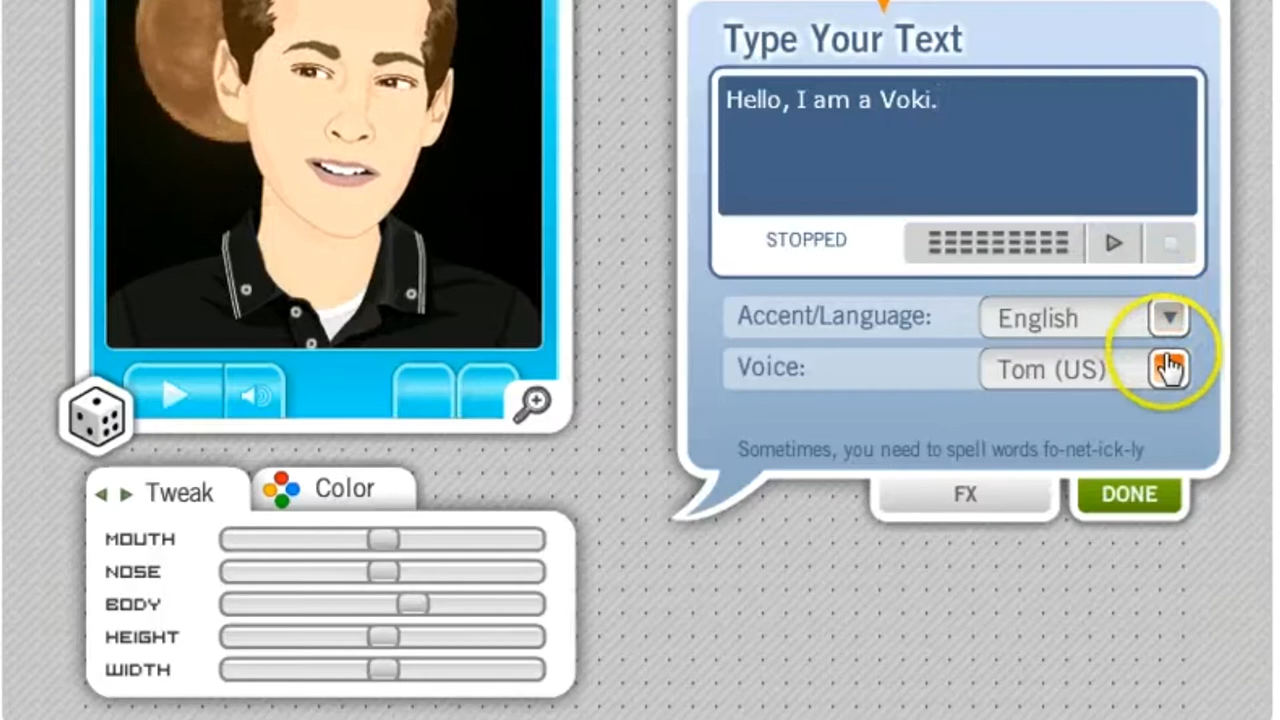 Type Your Text
Hello, I am a Voki.
STOPPED
Accent/Language:
English
Voice:
Tom (US)
Sometimes, you need to spell words fo-net-ick-ly
FX
DONE
Tweak
Color
MOUTH
NOSE
BODY
HEIGHT
WIDTH